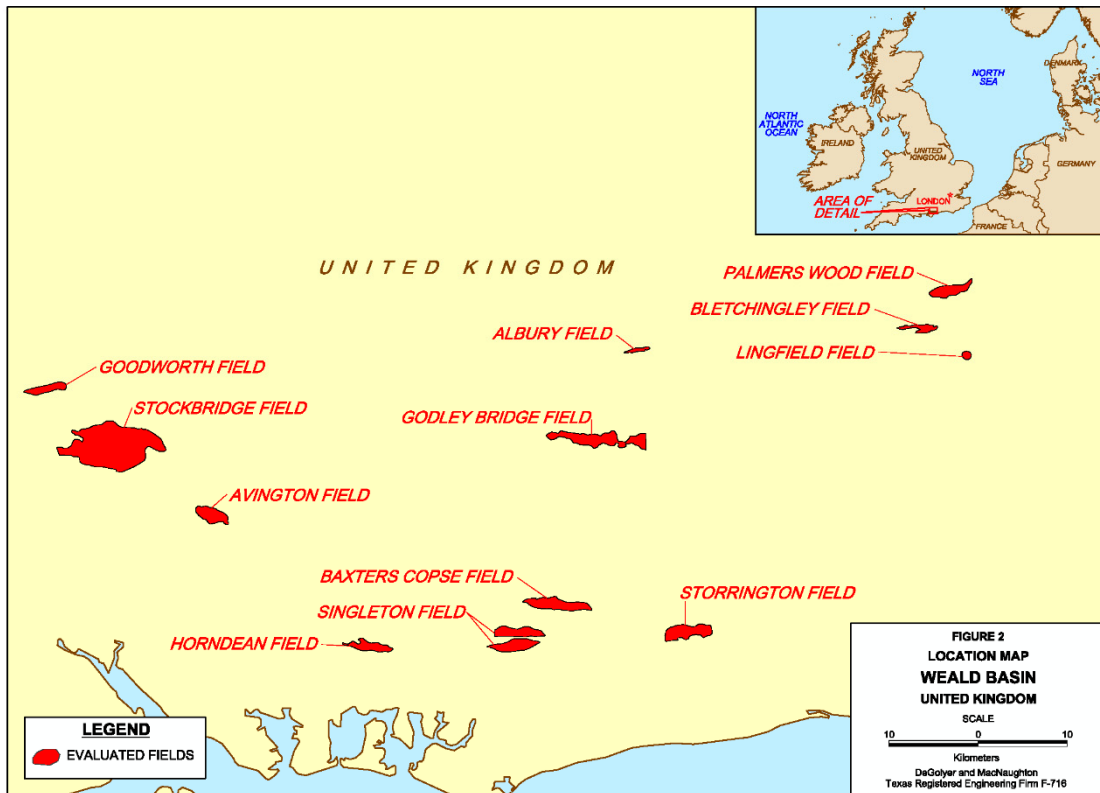 NORTH
SEA
DENMARK
NORTH
ATLANTIC
OCEAN
IRELAND
UNITED
KINGDOM
GERMANY
AREA OF
DETAIL
LONDON
FRANCE
UNITED KINGDOM
PALMERS WOOD FIELD
BLETCHINGLEY FIELD
ALBURY FIELD
LINGFIELD FIELD
GOODWORTH FIELD
STOCKBRIDGE FIELD
GODLEY BRIDGE FIELD
AVINGTON FIELD
BAXTERS COPSE FIELD
STORRINGTON FIELD
SINGLETON FIELD
HORNDEAN FIELD
LEGEND
EVALUATED FIELDS
FIGURE 2
LOCATION MAP
WEALD BASIN
UNITED KINGDOM
SCALE
10 0 10
Kilometers
DeGolyer and MacNaughton
Texas Registered Engineering Firm F-716